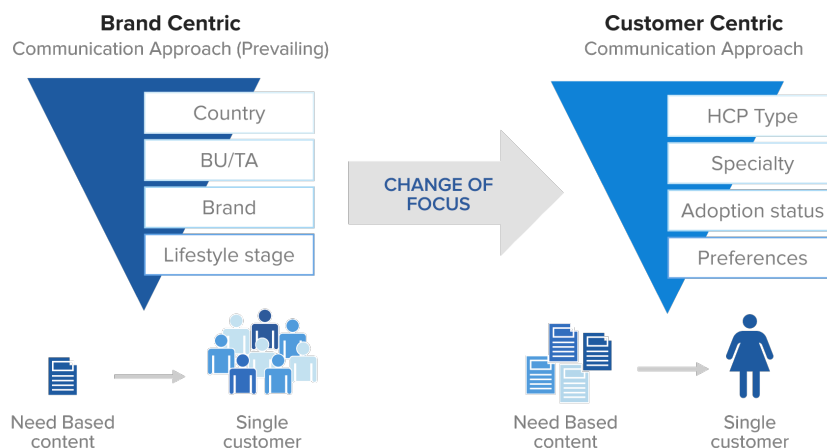 Brand Centric
Communication Approach (Prevailing)
Country
BU/TA
Brand
Lifestyle stage
Need Based
content
Single
customer
CHANGE OF
FOCUS
Customer Centric
Communication Approach
HCP Type
Specialty
Adoption status
Preferences
Need Based
content
Single
customer